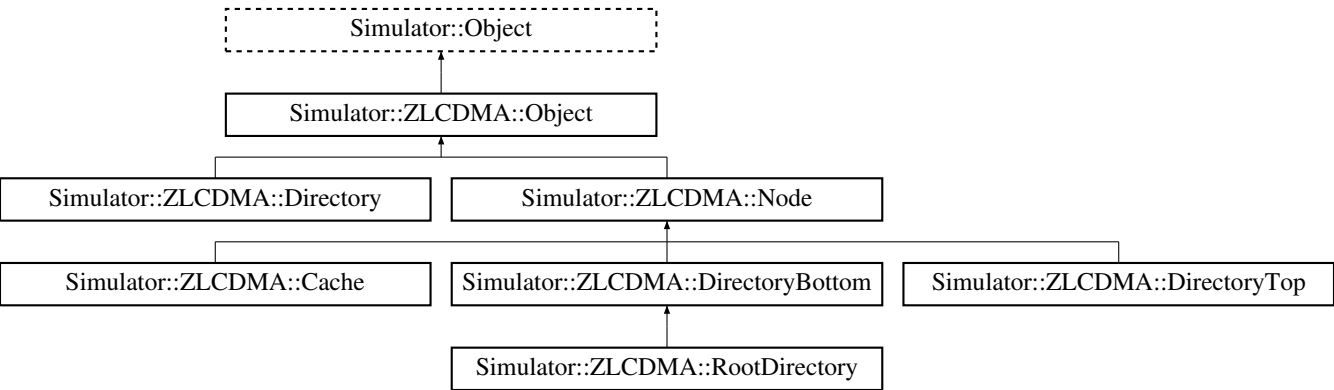 Simulator::Object
Simulator::ZLCDMA::Object
Simulator::ZLCDMA::Directory
Simulator::ZLCDMA::Node
Simulator::ZLCDMA::Cache
Simulator::ZLCDMA::DirectoryBottom
Simulator::ZLCDMA::DirectoryTop
Simulator::ZLCDMA::RootDirectory